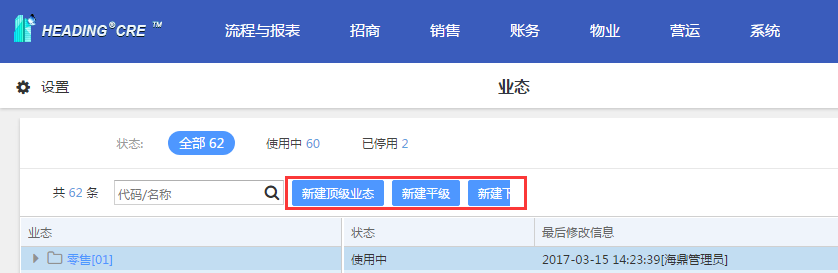 HEADING®CRE ™ 流程与报表 招商 销售 账务 物业 营运 系统
设置 业态
状态: 全部 62 使用中 60 已停用 2
共 62 条 代码/名称 新建顶级业态 新建平级 新建下
业态 状态 最后修改信息
零售[01] 使用中 2017-03-15 14:23:39[海鼎管理员]